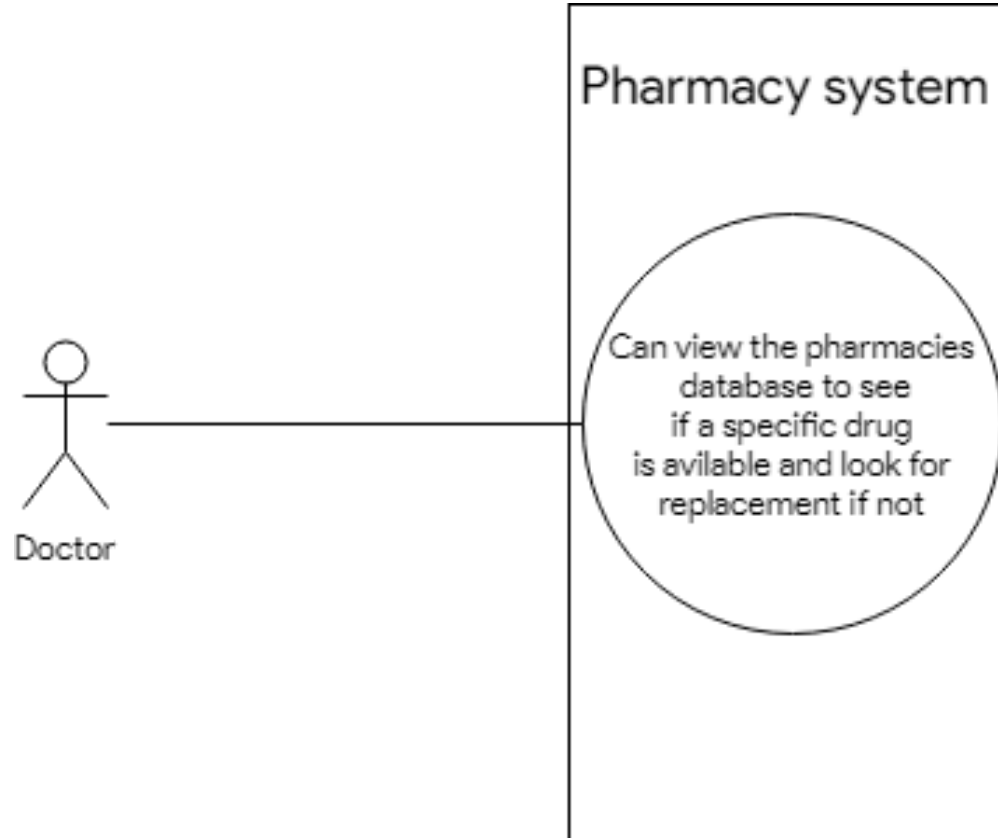 Pharmacy system
Can view the pharmacies
database to see
if a specific drug
is avilable and look for
replacement if not
Doctor